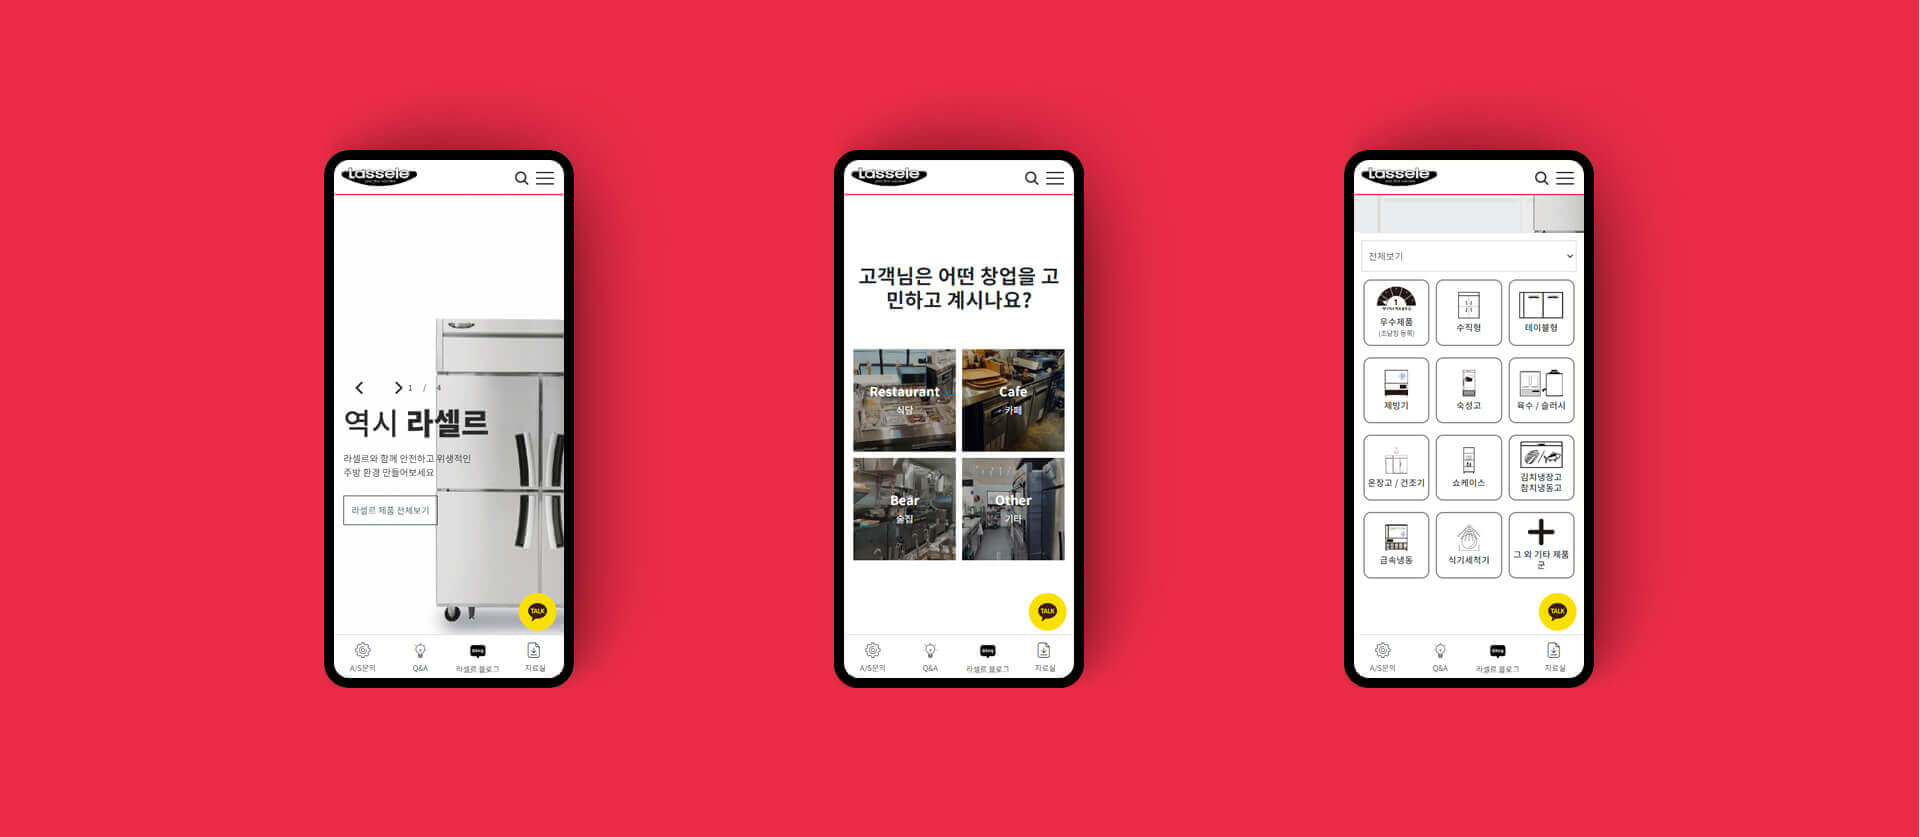 Lassele
1 / 4
역시 라셀르
라셀르와 함께 안전하고 위생적인
주방 환경 만들어보세요
라셀르 제품 전체보기
TALK
A/S문의
Q&A
Blog
라셀르 블로그
자료실
Lassele
고객님은 어떤 창업을 고
민하고 계시나요?
Restaurant
식당
Cafe
카페
Bear
술집
Other
기타
TALK
A/S문의
Q&A
Blog
라셀르 블로그
자료실
Lassele
전체보기
1
우수제품
(조달청 등록)
수직형
테이블형
제빙기
숙성고
육수 / 슬러시
온장고 / 건조기
쇼케이스
김치냉장고
참치냉동고
급속냉동
식기세척기
그 외 기타 제품
군
TALK
A/S문의
Q&A
Blog
라셀르 블로그
자료실